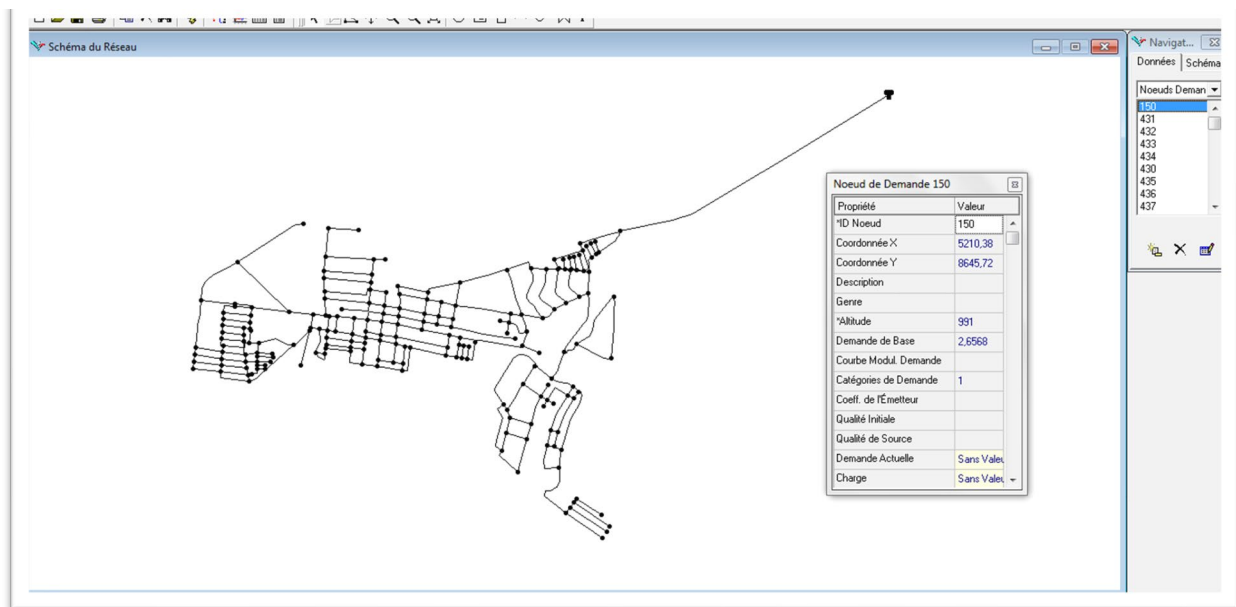 Schéma du Réseau
Navigat...
Données Schéma
Noeuds Deman
150
431
432
433
434
430
435
436
437
Noeud de Demande 150
Propriété Valeur
*ID Noeud 150
Coordonnée X 5210,38
Coordonnée Y 8645,72
Description
Genre
*Altitude 991
Demande de Base 2,6568
Courbe Modul. Demande
Catégories de Demande 1
Coeff. de l'Émetteur
Qualité Initiale
Qualité de Source
Demande Actuelle Sans Valeu
Charge Sans Valeu